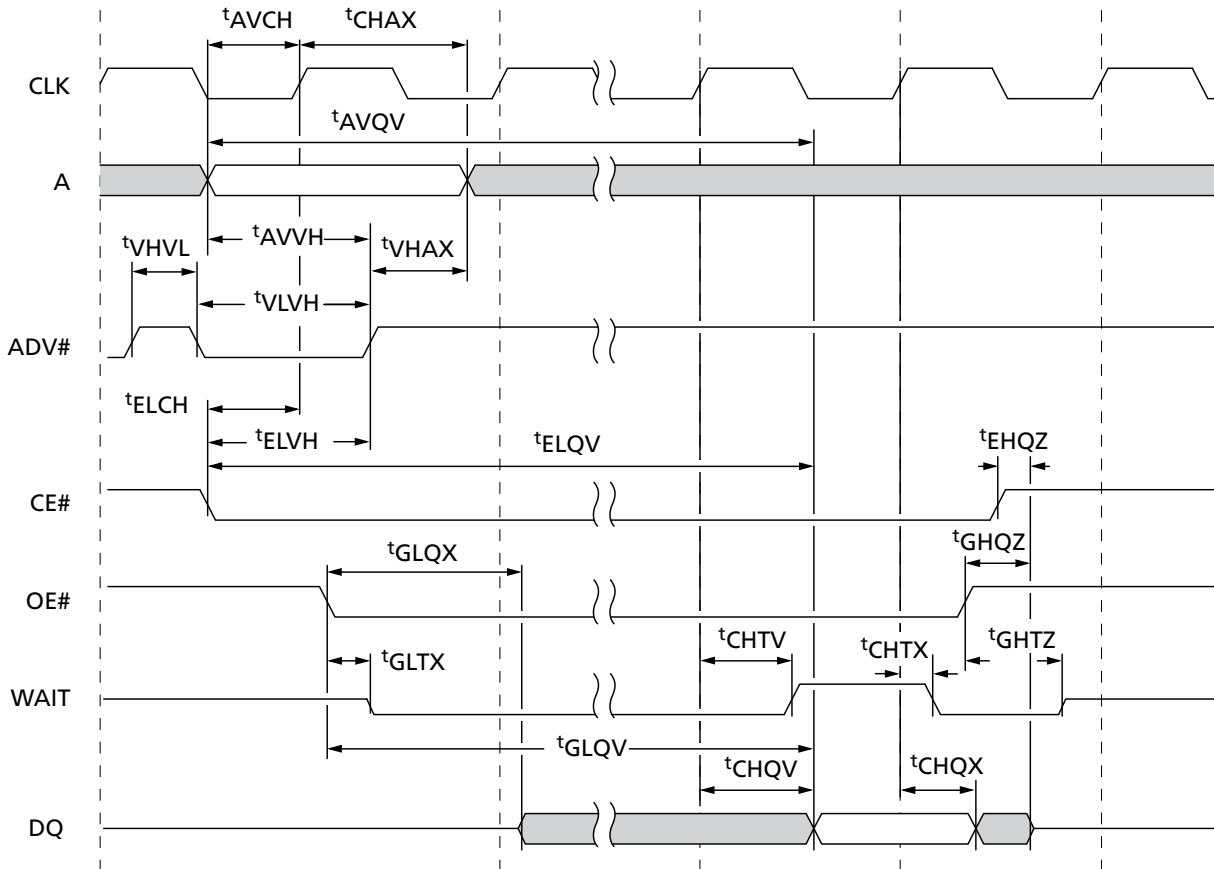 tAVCH tCHAX
CLK
tAVQV
A
tVHVL tAVVH tVHAX
tVLVH
ADV#
tELCH
tELVH tEHQZ
tELQV
CE#
tGLQX tGHQZ
OE#
tCHTV tCHTX tGHTZ
tGLTX
WAIT
tGLQV
tCHQV tCHQX
DQ